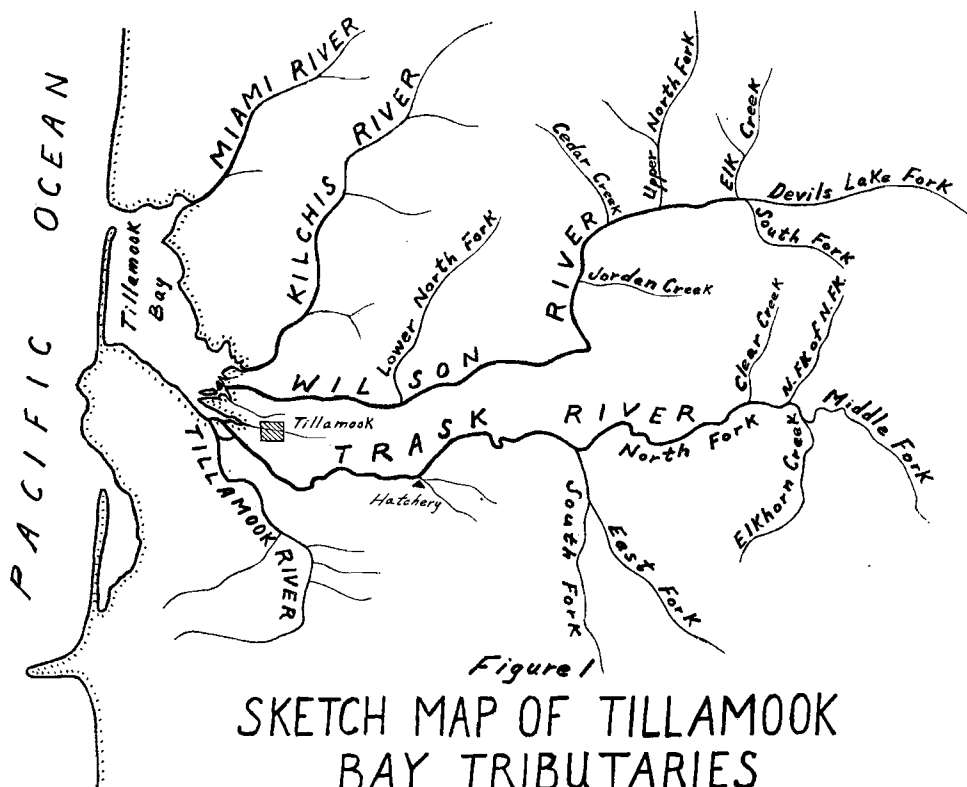 PACIFIC OCEAN
Tillamook
Bay
MIAMI RIVER
KILCHIS RIVER
Lower North Fork
WILSON RIVER
Cedar Creek
Upper North Fork
Elk Creek
Devils Lake Fork
South Fork
Jordan Creek
Clear Creek
N. FK. of N. FK.
Middle Fork
Tillamook
TRASK RIVER
North Fork
Elkhorn Creek
Hatchery
TILLAMOOK RIVER
South Fork
East Fork
Figure 1
SKETCH MAP OF TILLAMOOK
BAY TRIBUTARIES